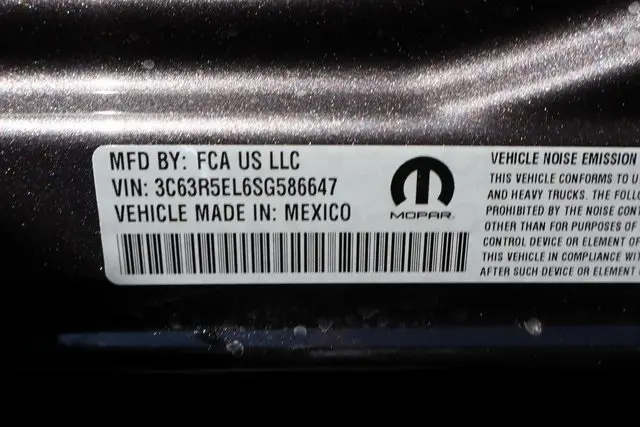 MFD BY: FCA US LLC
VIN: 3C63R5EL6SG586647
VEHICLE MADE IN: MEXICO
MOPAR
VEHICLE NOISE EMISSION
THIS VEHICLE CONFORMS TO U
AND HEAVY TRUCKS. THE FOLLO
PROHIBITED BY THE NOISE CON
OTHER THAN FOR PURPOSES OF
CONTROL DEVICE OR ELEMENT OF
THIS VEHICLE IN COMPLIANCE WIT
AFTER SUCH DEVICE OR ELEMENT